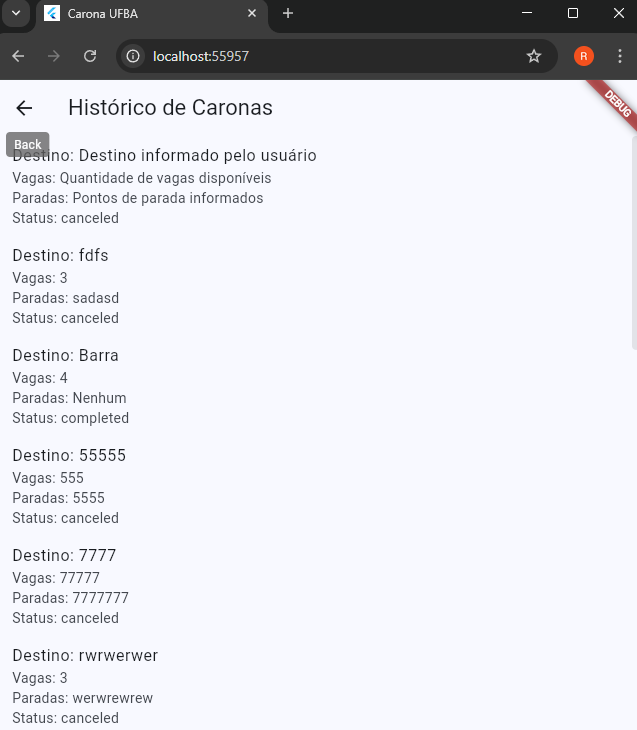 Carona UFBA
localhost:55957
R
Histórico de Caronas
DEBUG
Back
Destino: Destino informado pelo usuário
Vagas: Quantidade de vagas disponíveis
Paradas: Pontos de parada informados
Status: canceled
Destino: fdfs
Vagas: 3
Paradas: sadasd
Status: canceled
Destino: Barra
Vagas: 4
Paradas: Nenhum
Status: completed
Destino: 55555
Vagas: 555
Paradas: 5555
Status: canceled
Destino: 7777
Vagas: 77777
Paradas: 7777777
Status: canceled
Destino: rwrwerwer
Vagas: 3
Paradas: werwrewrew
Status: canceled